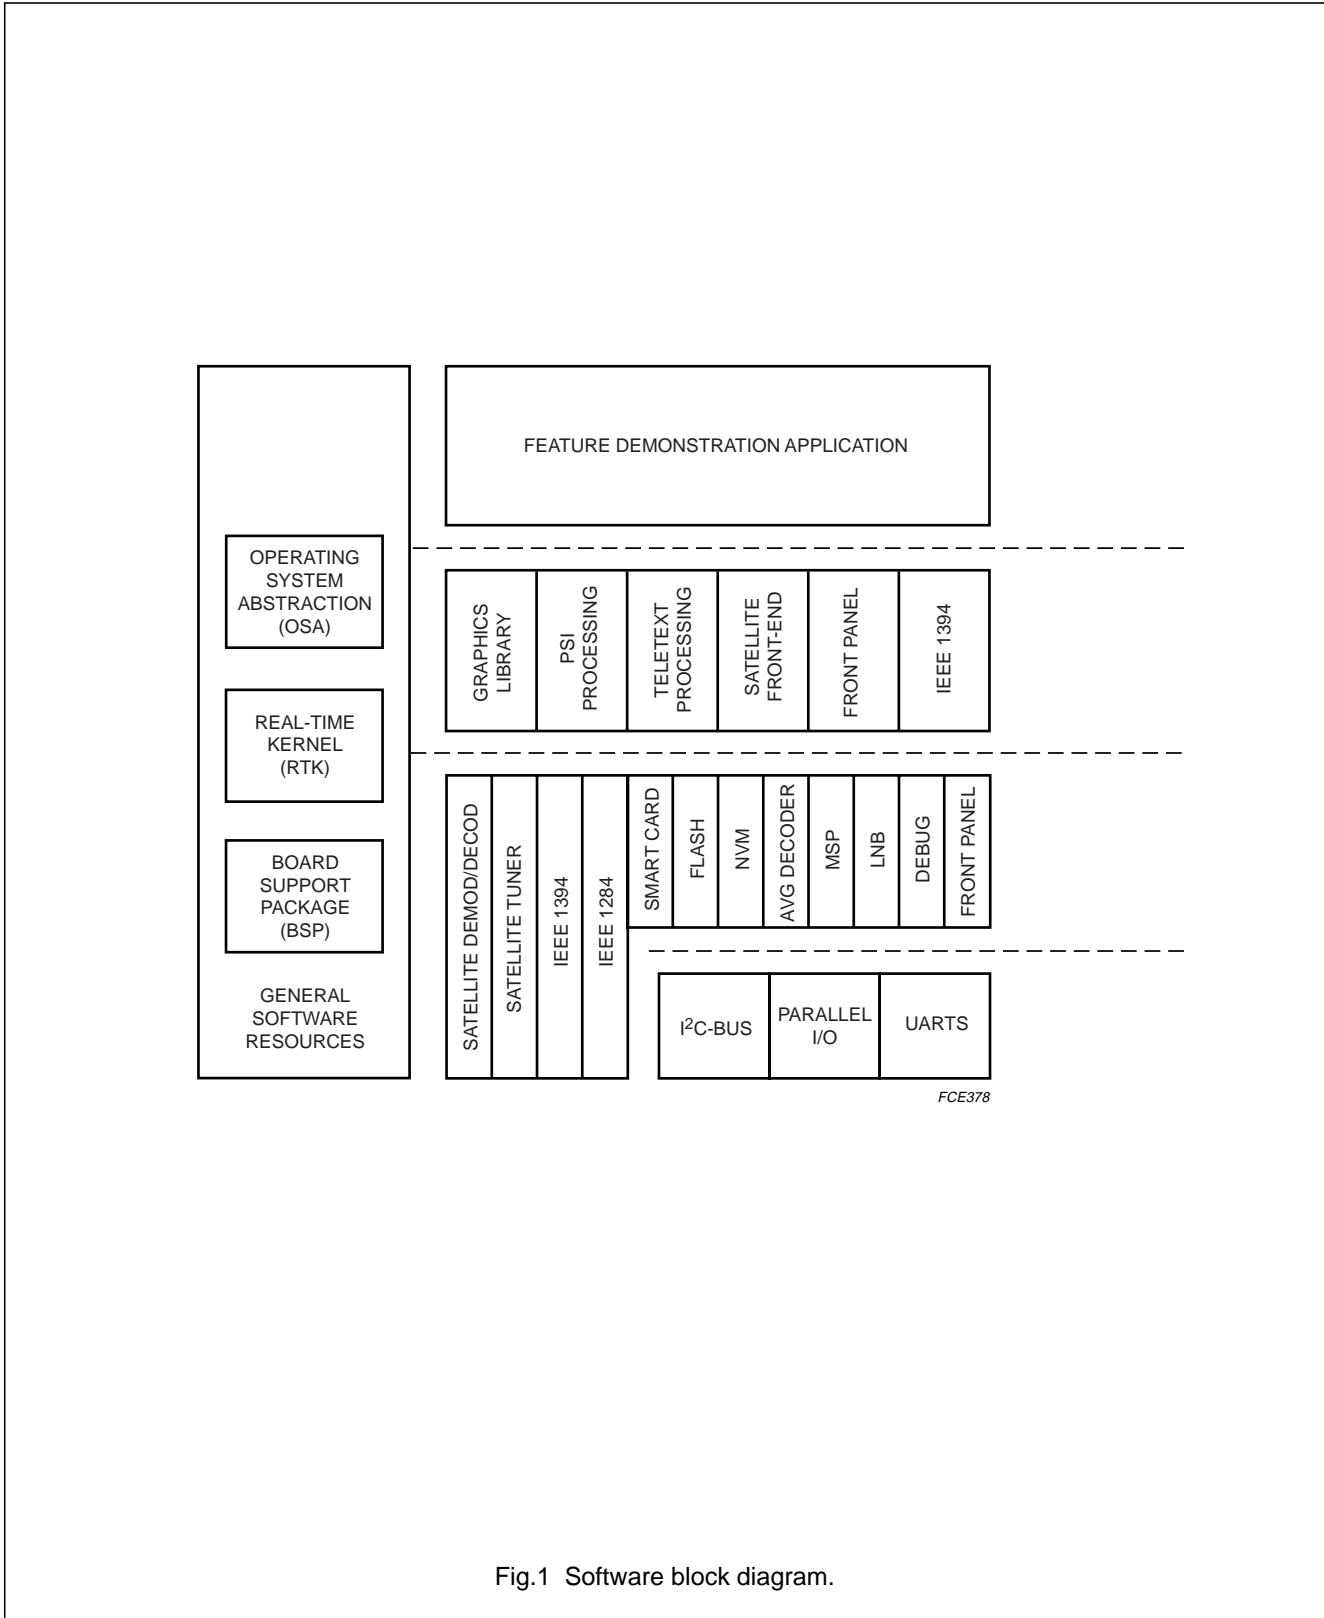 FEATURE DEMONSTRATION APPLICATION
OPERATING
SYSTEM
ABSTRACTION
(OSA)
REAL-TIME
KERNEL
(RTK)
BOARD
SUPPORT
PACKAGE
(BSP)
GENERAL
SOFTWARE
RESOURCES
GRAPHICS
LIBRARY
PSI
PROCESSING
TELETEXT
PROCESSING
SATELLITE
FRONT-END
FRONT PANEL
IEEE 1394
SATELLITE DEMOD/DECOD
SATELLITE TUNER
IEEE 1394
IEEE 1284
SMART CARD
FLASH
NVM
AVG DECODER
MSP
LNB
DEBUG
FRONT PANEL
I²C-BUS
PARALLEL
I/O
UARTS
FCE378
Fig.1 Software block diagram.